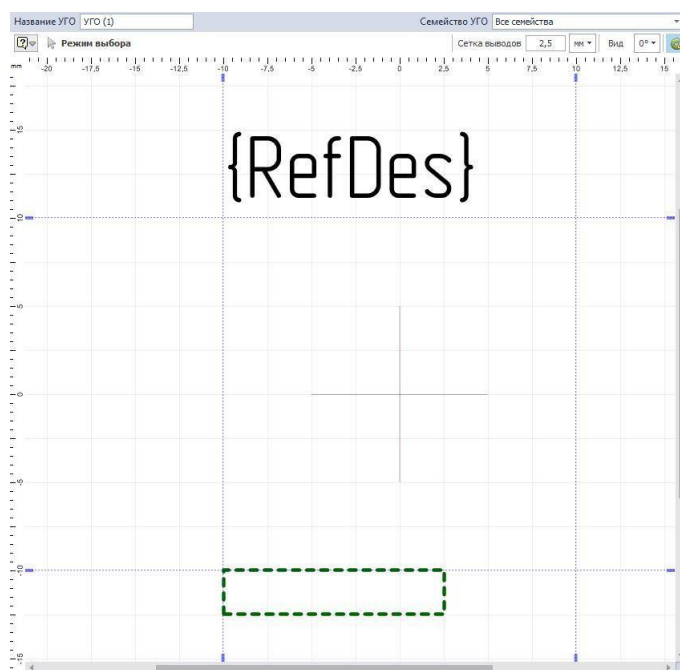 Название УГО УГО (1) Семейство УГО Все семейства
Режим выбора Сетка выводов 2,5 мм Вид 0°
mm -20 -17,5 -15 -12,5 -10 -7,5 -5 -2,5 0 2,5 5 7,5 10 12,5 15
15
{RefDes}
10
5
0
-5
-10
-15